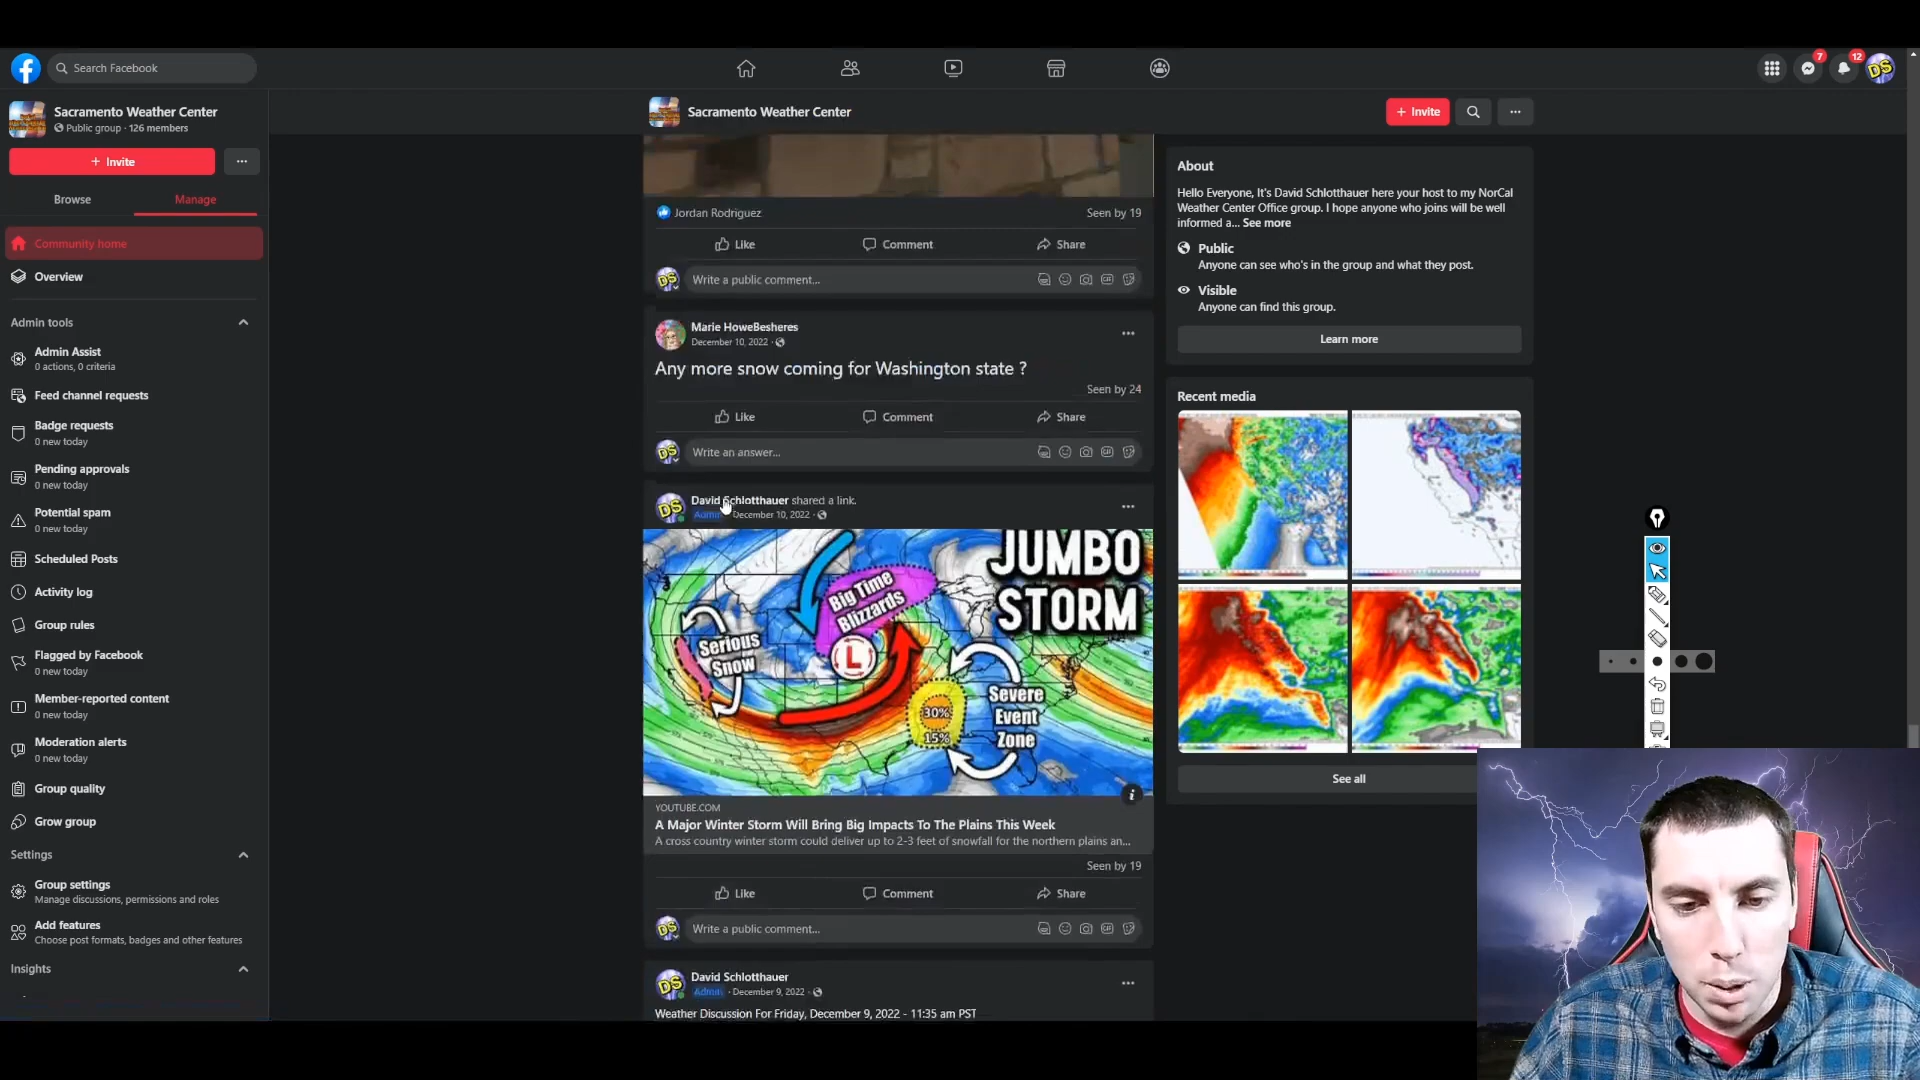 Search Facebook
7
12
DS
Sacramento Weather Center
Public group · 126 members
+ Invite
Browse
Manage
Community home
Overview
Admin tools
Admin Assist
0 actions, 0 criteria
Feed channel requests
Badge requests
0 new today
Pending approvals
0 new today
Potential spam
0 new today
Scheduled Posts
Activity log
Group rules
Flagged by Facebook
0 new today
Member-reported content
0 new today
Moderation alerts
0 new today
Group quality
Grow group
Settings
Group settings
Manage discussions, permissions and roles
Add features
Choose post formats, badges and other features
Insights
Sacramento Weather Center
+ Invite
Jordan Rodriguez
Seen by 19
Like
Comment
Share
DS
Write a public comment...
Marie HoweBesheres
December 10, 2022 ·
Any more snow coming for Washington state ?
Seen by 24
Like
Comment
Share
DS
Write an answer...
DS
David Schlotthauer shared a link.
Admin · December 10, 2022 ·
JUMBO
STORM
Big Time
Blizzards
Serious
Snow
L
30%
15%
Severe
Event
Zone
YOUTUBE.COM
A Major Winter Storm Will Bring Big Impacts To The Plains This Week
A cross country winter storm could deliver up to 2-3 feet of snowfall for the northern plains an...
Seen by 19
Like
Comment
Share
DS
Write a public comment...
DS
David Schlotthauer
Admin · December 9, 2022 ·
Weather Discussion For Friday, December 9, 2022 - 11:35 am PST
About
Hello Everyone, It's David Schlotthauer here your host to my NorCal
Weather Center Office group. I hope anyone who joins will be well
informed a... See more
Public
Anyone can see who's in the group and what they post.
Visible
Anyone can find this group.
Learn more
Recent media
See all